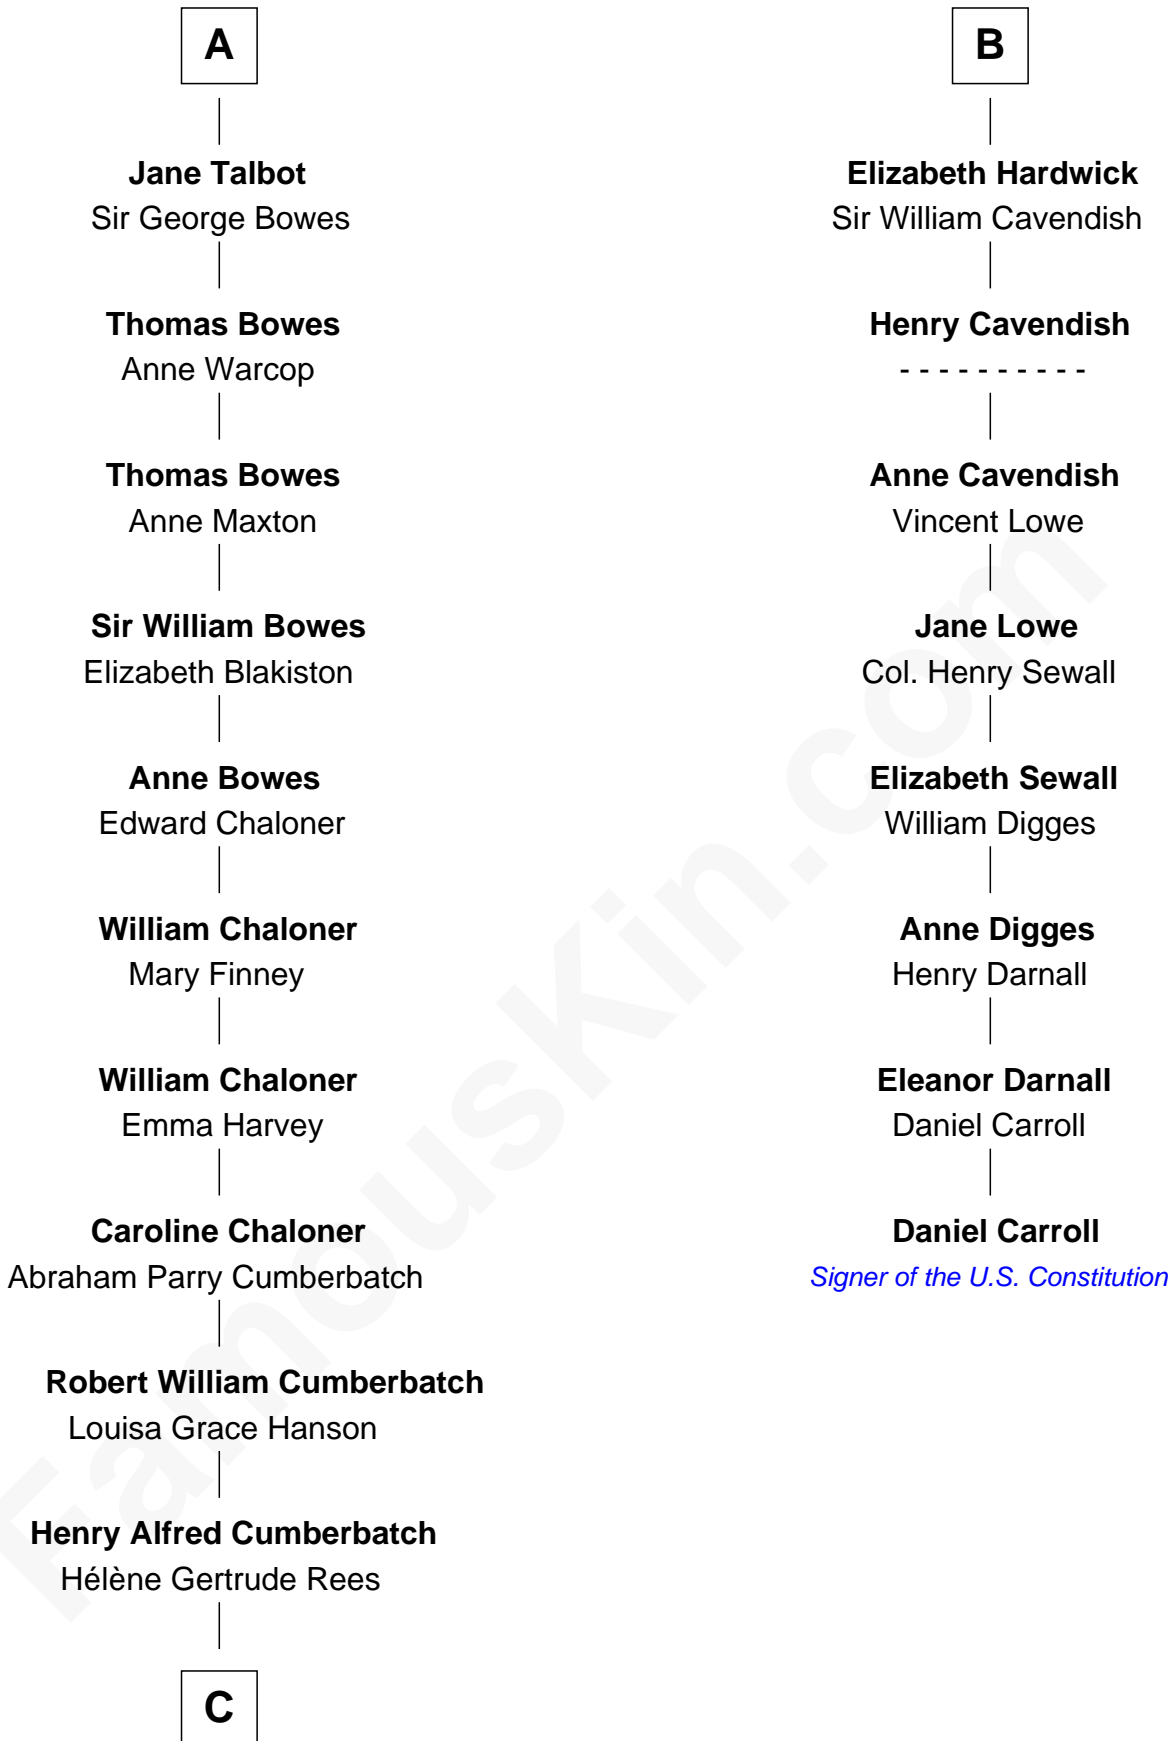 A
Jane Talbot
Sir George Bowes
Thomas Bowes
Anne Warcop
Thomas Bowes
Anne Maxton
Sir William Bowes
Elizabeth Blakiston
Anne Bowes
Edward Chaloner
William Chaloner
Mary Finney
William Chaloner
Emma Harvey
Caroline Chaloner
Abraham Parry Cumberbatch
Robert William Cumberbatch
Louisa Grace Hanson
Henry Alfred Cumberbatch
Hélène Gertrude Rees
C
B
Elizabeth Hardwick
Sir William Cavendish
Henry Cavendish
- - - - - - - - - -
Anne Cavendish
Vincent Lowe
Jane Lowe
Col. Henry Sewall
Elizabeth Sewall
William Digges
Anne Digges
Henry Darnall
Eleanor Darnall
Daniel Carroll
Daniel Carroll
Signer of the U.S. Constitution
FamousKin.com